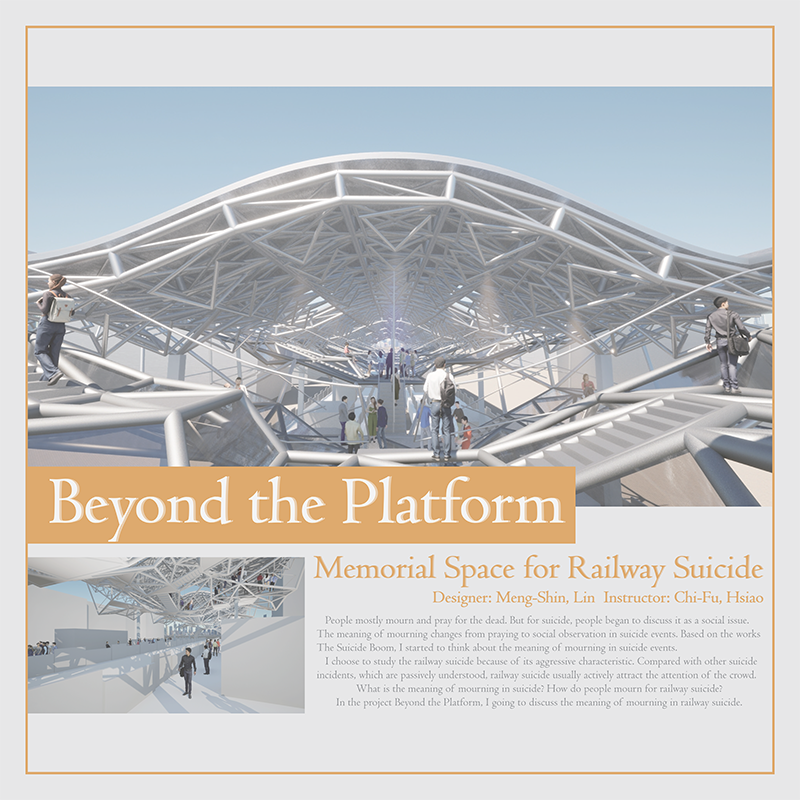 Beyond the Platform
Memorial Space for Railway Suicide
Designer: Meng-Shin, Lin Instructor: Chi-Fu, Hsiao
People mostly mourn and pray for the dead. But for suicide, people began to discuss it as a social issue.
The meaning of mourning changes from praying to social observation in suicide events. Based on the works
The Suicide Boom, I started to think about the meaning of mourning in suicide events.
I choose to study the railway suicide because of its aggressive characteristic. Compared with other suicide
incidents, which are passively understood, railway suicide usually actively attract the attention of the crowd.
What is the meaning of mourning in suicide? How do people mourn for railway suicide?
In the project Beyond the Platform, I going to discuss the meaning of mourning in railway suicide.